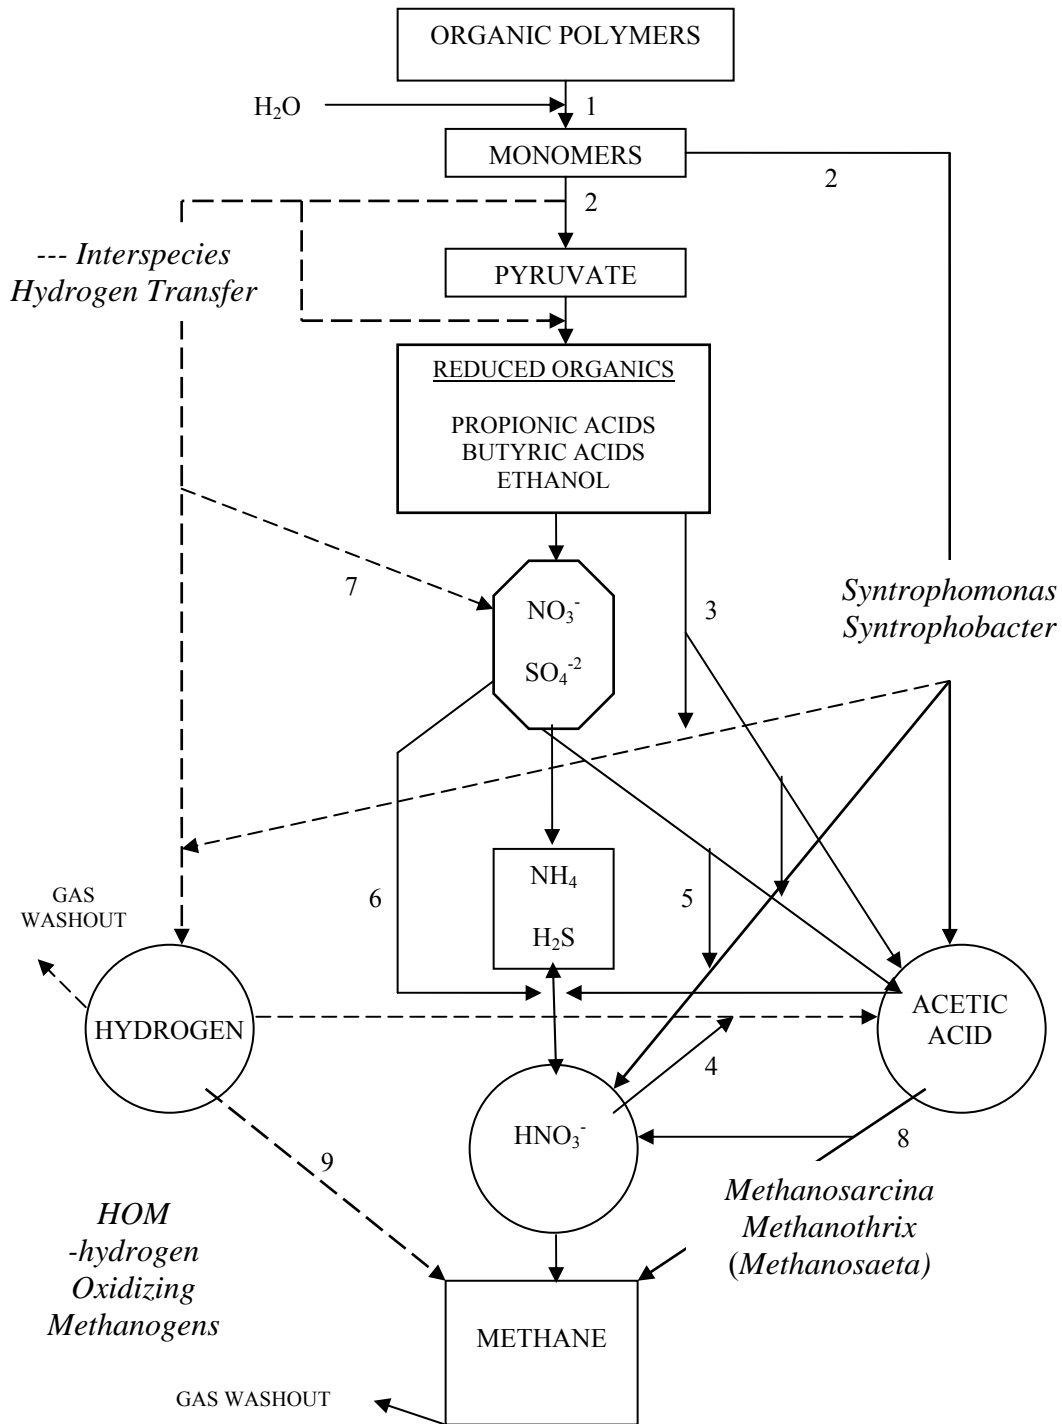 ORGANIC POLYMERS
H₂O
1
MONOMERS
2
2
--- Interspecies
Hydrogen Transfer
PYRUVATE
REDUCED ORGANICS
PROPIONIC ACIDS
BUTYRIC ACIDS
ETHANOL
7
NO₃⁻
SO₄⁻²
3
Syntrophomonas
Syntrophobacter
GAS
WASHOUT
6
NH₄
H₂S
5
HYDROGEN
ACETIC
ACID
4
HNO₃⁻
8
9
HOM
-hydrogen
Oxidizing
Methanogens
Methanosarcina
Methanothrix
(Methanosaeta)
METHANE
GAS WASHOUT